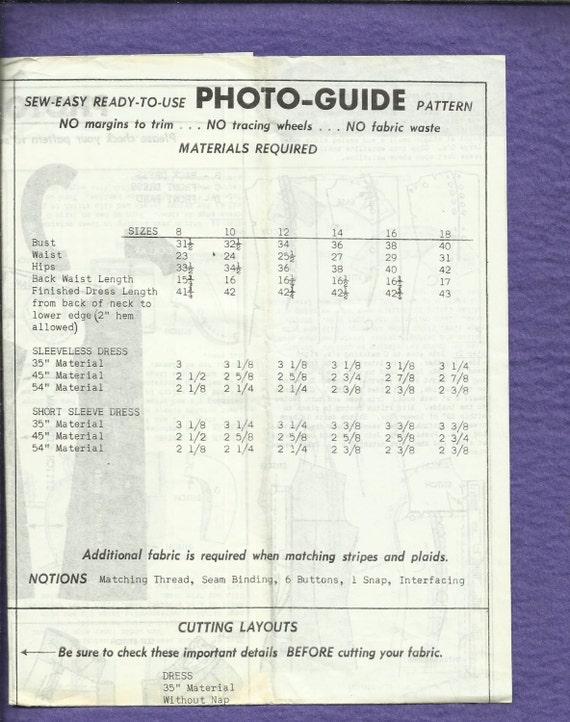 SEW-EASY READY-TO-USE PHOTO-GUIDE PATTERN
NO margins to trim . . . NO tracing wheels . . . NO fabric waste
MATERIALS REQUIRED
SIZES 8 10 12 14 16 18
Bust 31½ 32½ 34 36 38 40
Waist 23 24 25½ 27 29 31
Hips 33½ 34½ 36 38 40 42
Back Waist Length 15¾ 16 16¼ 16½ 16¾ 17
Finished Dress Length 41¾ 42 42¼ 42½ 42¾ 43
from back of neck to
lower edge(2" hem
allowed)
SLEEVELESS DRESS
35" Material 3 3 1/8 3 1/8 3 1/8 3 1/8 3 1/4
45" Material 2 1/2 2 5/8 2 5/8 2 3/4 2 7/8 2 7/8
54" Material 2 1/8 2 1/4 2 1/4 2 3/8 2 3/8 2 3/8
SHORT SLEEVE DRESS
35" Material 3 1/8 3 1/4 3 1/4 3 1/4 3 3/8 3 3/8
45" Material 2 1/2 2 5/8 2 5/8 2 5/8 2 5/8 2 3/4
54" Material 2 1/8 2 1/4 2 1/4 2 3/8 2 3/8 2 3/8
Additional fabric is required when matching stripes and plaids.
NOTIONS Matching Thread, Seam Binding, 6 Buttons, 1 Snap, Interfacing
CUTTING LAYOUTS
Be sure to check these important details BEFORE cutting your fabric.
DRESS
35" Material
Without Nap